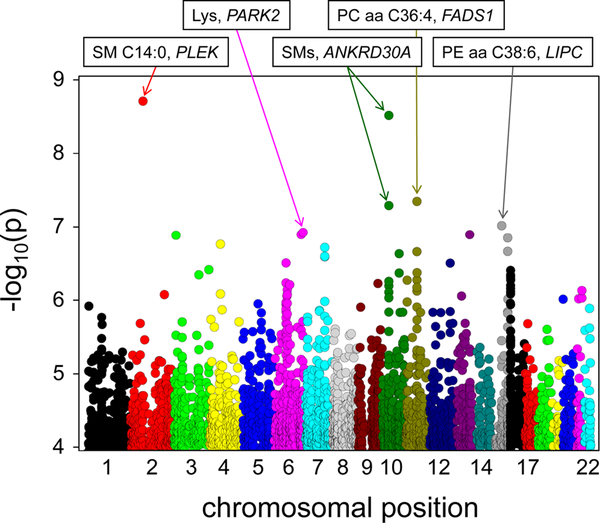 Lys, PARK2
PC aa C36:4, FADS1
SM C14:0, PLEK
SMs, ANKRD30A
PE aa C38:6, LIPC
9
8
7
6
5
4
-log10(p)
1 2 3 4 5 6 7 8 9 10 12 14 17 22
chromosomal position